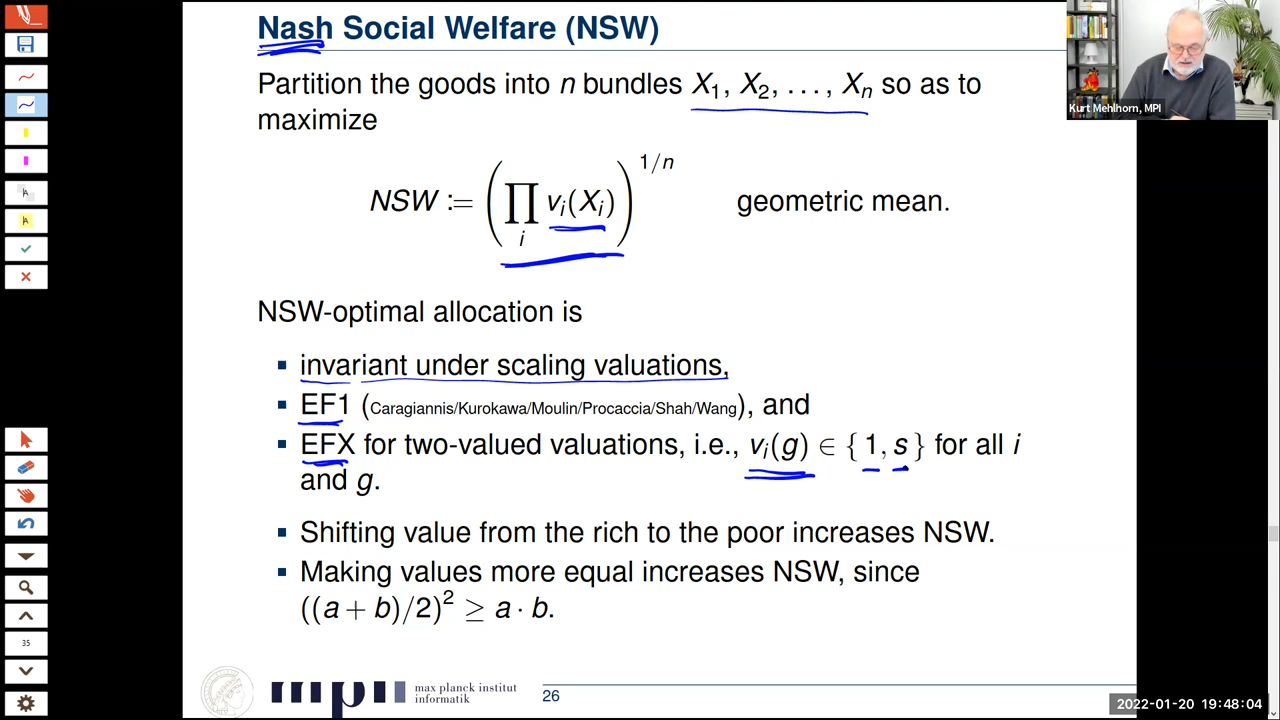 Nash Social Welfare (NSW)
Partition the goods into n bundles X₁, X₂, ..., Xₙ so as to
maximize
NSW := (∏ᵢ vᵢ(Xᵢ))^{1/n} geometric mean.
NSW-optimal allocation is
▪ invariant under scaling valuations,
▪ EF1 (Caragiannis/Kurokawa/Moulin/Procaccia/Shah/Wang), and
▪ EFX for two-valued valuations, i.e., vᵢ(g) ∈ { 1, s } for all i
and g.
▪ Shifting value from the rich to the poor increases NSW.
▪ Making values more equal increases NSW, since
((a + b)/2)² ≥ a · b.
max planck institut
informatik
26
Kurt Mehlhorn, MPI
35
2022-01-20 19:48:04